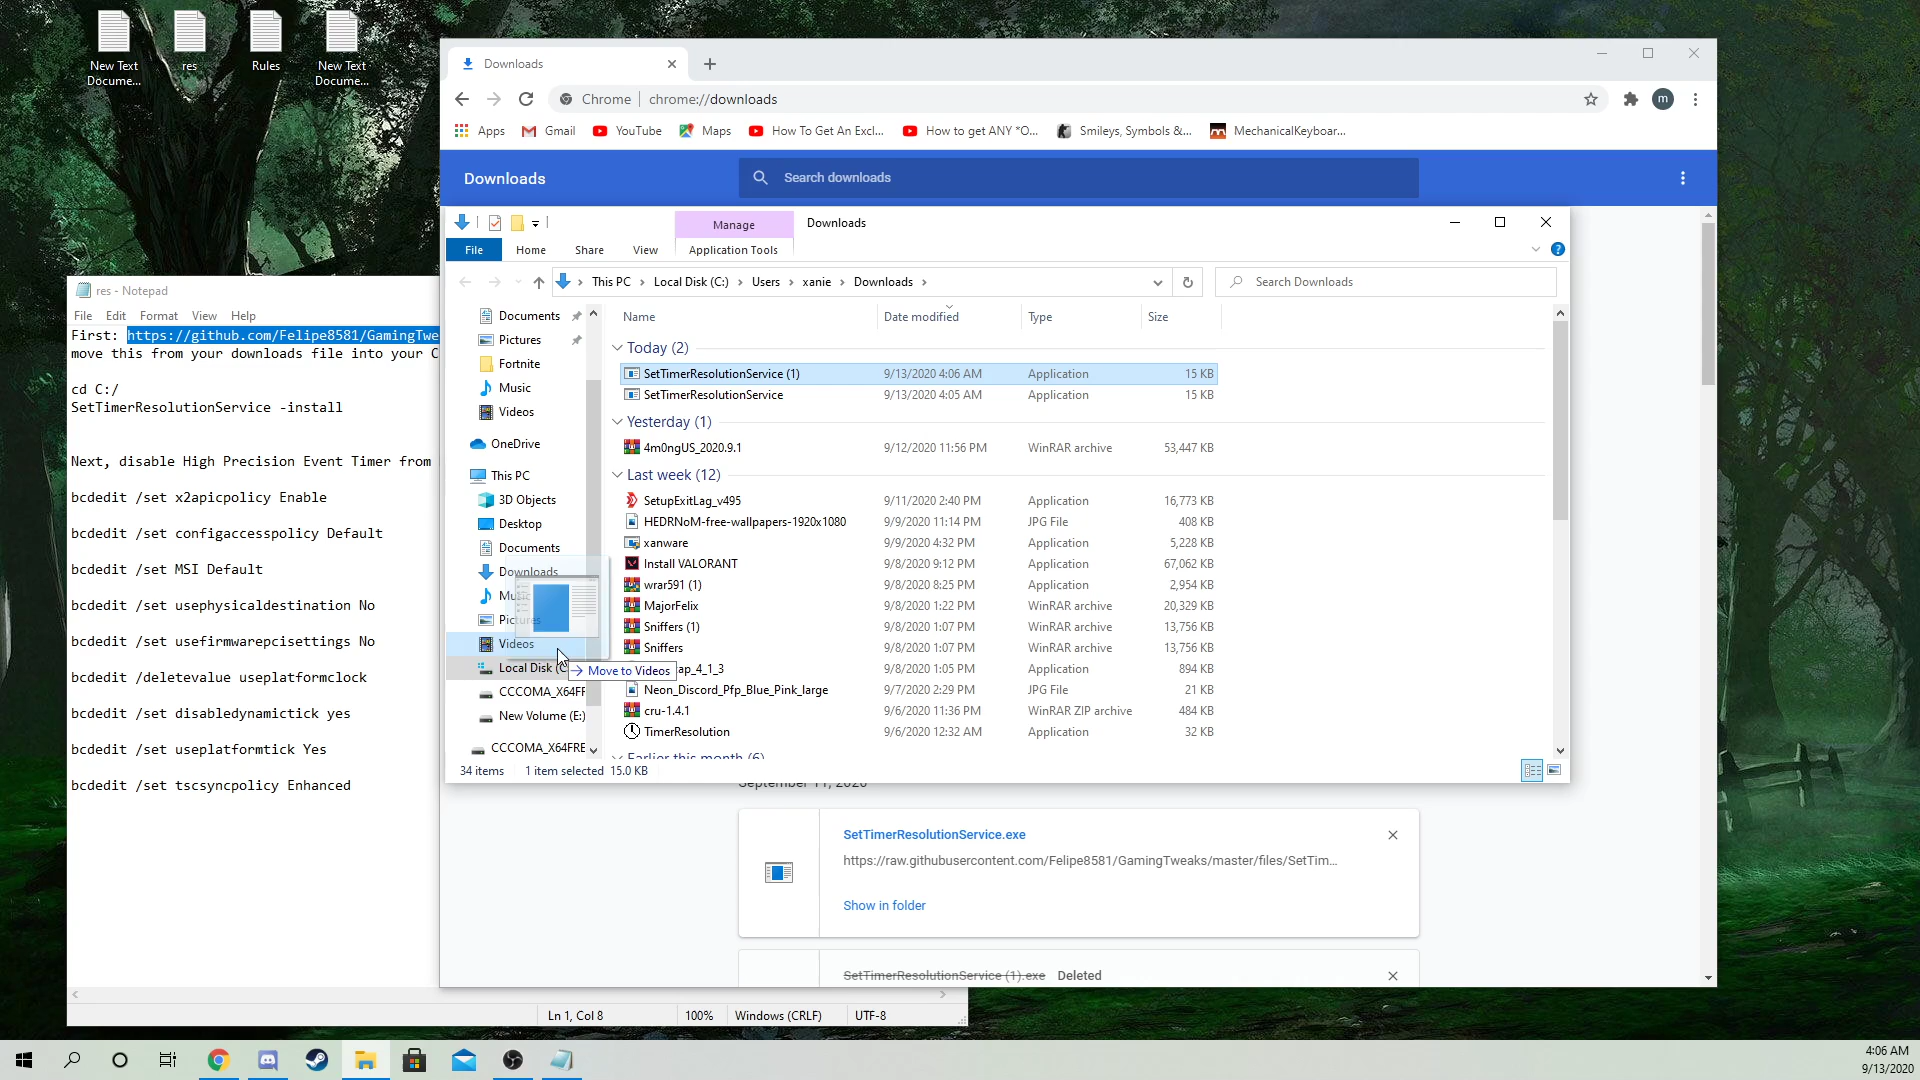 New Text
Docume...
res
Rules
New Text
Docume...
Downloads
Chrome
chrome://downloads
m
Apps
Gmail
YouTube
Maps
How To Get An Excl...
How to get ANY *O...
Smileys, Symbols &...
MechanicalKeyboar...
Downloads
Search downloads
Manage
Downloads
File
Home
Share
View
Application Tools
This PC
Local Disk (C:)
Users
xanie
Downloads
Search Downloads
Documents
Pictures
Fortnite
Music
Videos
OneDrive
This PC
3D Objects
Desktop
Documents
Downloads
Videos
Local Disk (C
Move to Videos
CCCOMA_X64FF
New Volume (E:)
CCCOMA_X64FRE
Name
Date modified
Type
Size
Today (2)
SetTimerResolutionService (1) 9/13/2020 4:06 AM Application 15 KB
SetTimerResolutionService 9/13/2020 4:05 AM Application 15 KB
Yesterday (1)
4m0ngUS_2020.9.1 9/12/2020 11:56 PM WinRAR archive 53,447 KB
Last week (12)
SetupExitLag_v495 9/11/2020 2:40 PM Application 16,773 KB
HEDRNoM-free-wallpapers-1920x1080 9/9/2020 11:14 PM JPG File 408 KB
xanware 9/9/2020 4:32 PM Application 5,228 KB
Install VALORANT 9/8/2020 9:12 PM Application 67,062 KB
wrar591 (1) 9/8/2020 8:25 PM Application 2,954 KB
MajorFelix 9/8/2020 1:22 PM WinRAR archive 20,329 KB
Sniffers (1) 9/8/2020 1:07 PM WinRAR archive 13,756 KB
Sniffers 9/8/2020 1:07 PM WinRAR archive 13,756 KB
ap_4_1_3 9/8/2020 1:05 PM Application 894 KB
Neon_Discord_Pfp_Blue_Pink_large 9/7/2020 2:29 PM JPG File 21 KB
cru-1.4.1 9/6/2020 11:36 PM WinRAR ZIP archive 484 KB
TimerResolution 9/6/2020 12:32 AM Application 32 KB
Earlier this month (6)
34 items
1 item selected 15.0 KB
September 11, 2020
SetTimerResolutionService.exe
https://raw.githubusercontent.com/Felipe8581/GamingTweaks/master/files/SetTim...
Show in folder
SetTimerResolutionService (1).exe Deleted
res - Notepad
File Edit Format View Help
First: https://github.com/Felipe8581/GamingTwe
move this from your downloads file into your C
cd C:/
SetTimerResolutionService -install
Next, disable High Precision Event Timer from
bcdedit /set x2apicpolicy Enable
bcdedit /set configaccesspolicy Default
bcdedit /set MSI Default
bcdedit /set usephysicaldestination No
bcdedit /set usefirmwarepcisettings No
bcdedit /deletevalue useplatformclock
bcdedit /set disabledynamictick yes
bcdedit /set useplatformtick Yes
bcdedit /set tscsyncpolicy Enhanced
Ln 1, Col 8
100%
Windows (CRLF)
UTF-8
4:06 AM
9/13/2020